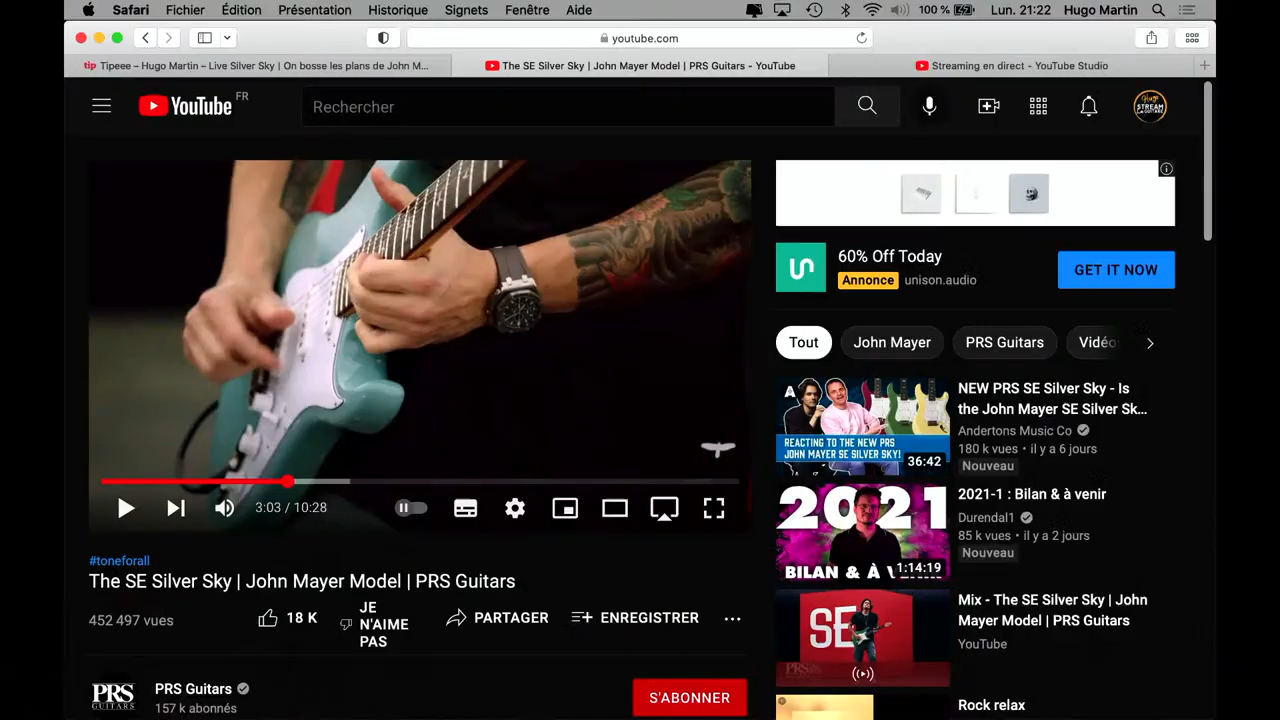 Safari Fichier Édition Présentation Historique Signets Fenêtre Aide 100 % Lun. 21:22 Hugo Martin
youtube.com
tip Tipeee – Hugo Martin – Live Silver Sky | On bosse les plans de John M...
The SE Silver Sky | John Mayer Model | PRS Guitars - YouTube
Streaming en direct - YouTube Studio
YouTube FR
Rechercher
3:03 / 10:28
#toneforall
The SE Silver Sky | John Mayer Model | PRS Guitars
452 497 vues
18 K
JE
N'AIME
PAS
PARTAGER
ENREGISTRER
PRS
GUITARS
PRS Guitars
157 k abonnés
S'ABONNER
60% Off Today
Annonce unison.audio
GET IT NOW
Tout
John Mayer
PRS Guitars
Vidéo
REACTING TO THE NEW PRS
JOHN MAYER SE SILVER SKY!
36:42
NEW PRS SE Silver Sky - Is
the John Mayer SE Silver Sk...
Andertons Music Co
180 k vues • il y a 6 jours
Nouveau
2021
BILAN & À
1:14:19
2021-1 : Bilan & à venir
Durendal1
85 k vues • il y a 2 jours
Nouveau
SE
PRS
Mix - The SE Silver Sky | John
Mayer Model | PRS Guitars
YouTube
Rock relax